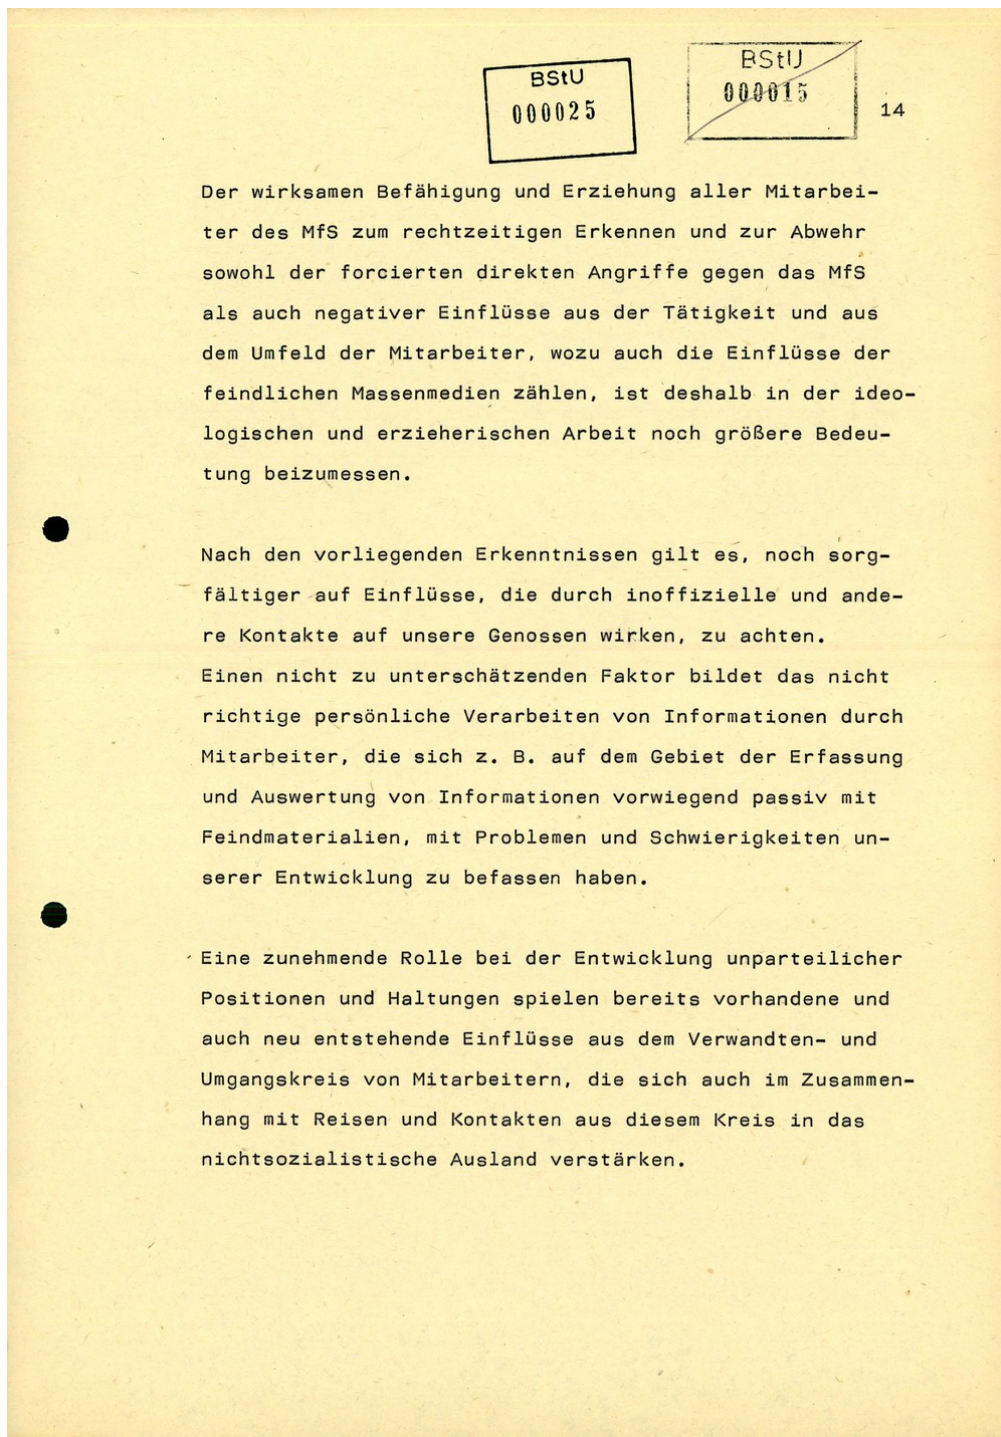 BStU
000025
BStU
000015
14
Der wirksamen Befähigung und Erziehung aller Mitarbei-
ter des MfS zum rechtzeitigen Erkennen und zur Abwehr
sowohl der forcierten direkten Angriffe gegen das MfS
als auch negativer Einflüsse aus der Tätigkeit und aus
dem Umfeld der Mitarbeiter, wozu auch die Einflüsse der
feindlichen Massenmedien zählen, ist deshalb in der ideo-
logischen und erzieherischen Arbeit noch größere Bedeu-
tung beizumessen.
Nach den vorliegenden Erkenntnissen gilt es, noch sorg-
fältiger auf Einflüsse, die durch inoffizielle und ande-
re Kontakte auf unsere Genossen wirken, zu achten.
Einen nicht zu unterschätzenden Faktor bildet das nicht
richtige persönliche Verarbeiten von Informationen durch
Mitarbeiter, die sich z. B. auf dem Gebiet der Erfassung
und Auswertung von Informationen vorwiegend passiv mit
Feindmaterialien, mit Problemen und Schwierigkeiten un-
serer Entwicklung zu befassen haben.
Eine zunehmende Rolle bei der Entwicklung unparteilicher
Positionen und Haltungen spielen bereits vorhandene und
auch neu entstehende Einflüsse aus dem Verwandten- und
Umgangskreis von Mitarbeitern, die sich auch im Zusammen-
hang mit Reisen und Kontakten aus diesem Kreis in das
nichtsozialistische Ausland verstärken.